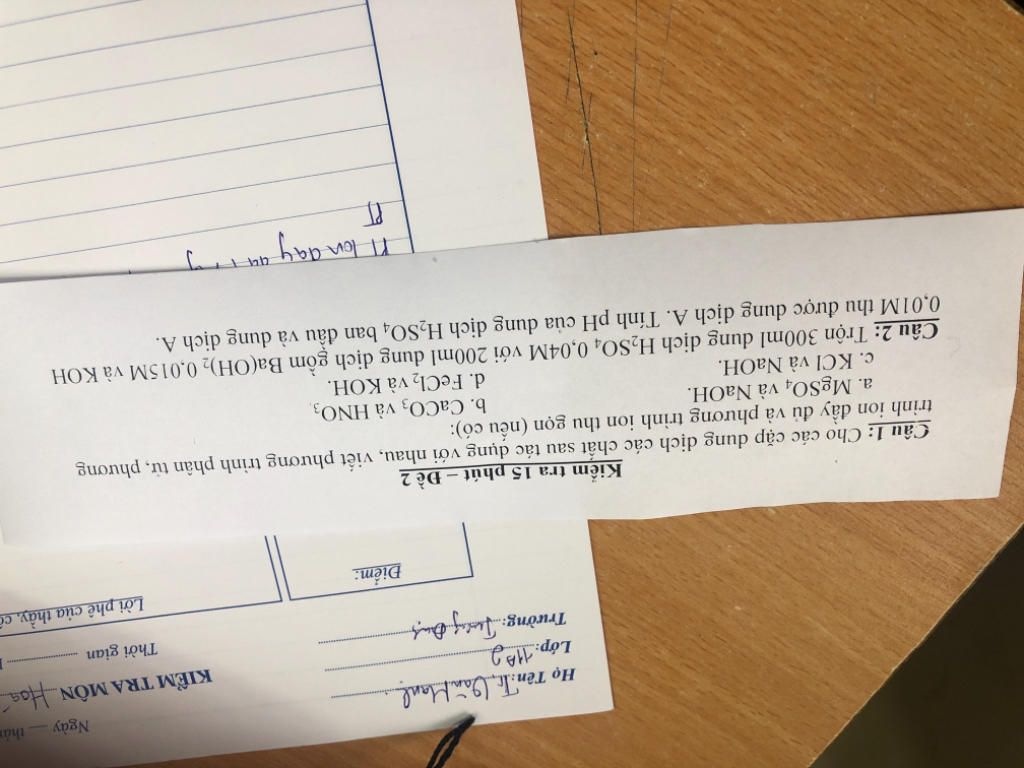 Ngày
KIỂM TRA MÔN
Thời gian
Họ Tên:
Lớp: 11A2
Trường:
Điểm:
Lời phê của thầy, cô
Kiểm tra 15 phút – Đề 2
Câu 1: Cho các cặp dung dịch các chất sau tác dụng với nhau, viết phương trình phân tử, phương
trình ion đầy đủ và phương trình ion thu gọn (nếu có):
a. MgSO₄ và NaOH. b. CaCO₃ và HNO₃.
c. KCl và NaOH. d. FeCl₂ và KOH.
Câu 2: Trộn 300ml dung dịch H₂SO₄ 0,04M với 200ml dung dịch gồm Ba(OH)₂ 0,015M và KOH
0,01M thu được dung dịch A. Tính pH của dung dịch H₂SO₄ ban đầu và dung dịch A.
PT ion
PT